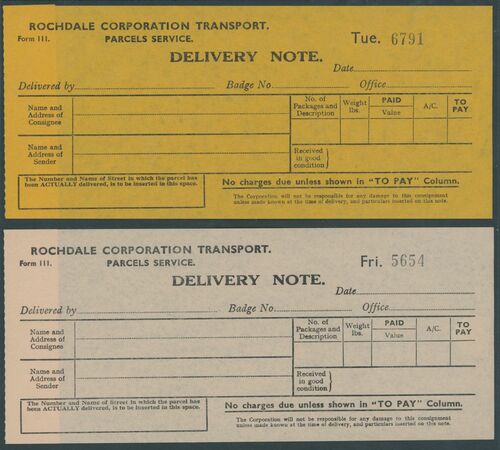 ROCHDALE CORPORATION TRANSPORT.
Form 111. PARCELS SERVICE. Tue. 6791
DELIVERY NOTE.
Date
Delivered by Badge No. Office
Name and Address of Consignee
No. of Packages and Description
Weight lbs.
PAID
Value
A/C.
TO PAY
Name and Address of Sender
Received in good condition
The Number and Name of Street in which the parcel has
been ACTUALLY delivered, is to be inserted in this space.
No charges due unless shown in "TO PAY" Column.
The Corporation will not be responsible for any damage to this consignment
unless made known at the time of delivery, and particulars inserted on this note.
ROCHDALE CORPORATION TRANSPORT.
Form 111. PARCELS SERVICE. Fri. 5654
DELIVERY NOTE.
Date
Delivered by Badge No. Office
Name and Address of Consignee
No. of Packages and Description
Weight lbs.
PAID
Value
A/C.
TO PAY
Name and Address of Sender
Received in good condition
The Number and Name of Street in which the parcel has
been ACTUALLY delivered, is to be inserted in this space.
No charges due unless shown in "TO PAY" Column.
The Corporation will not be responsible for any damage to this consignment
unless made known at the time of delivery, and particulars inserted on this note.